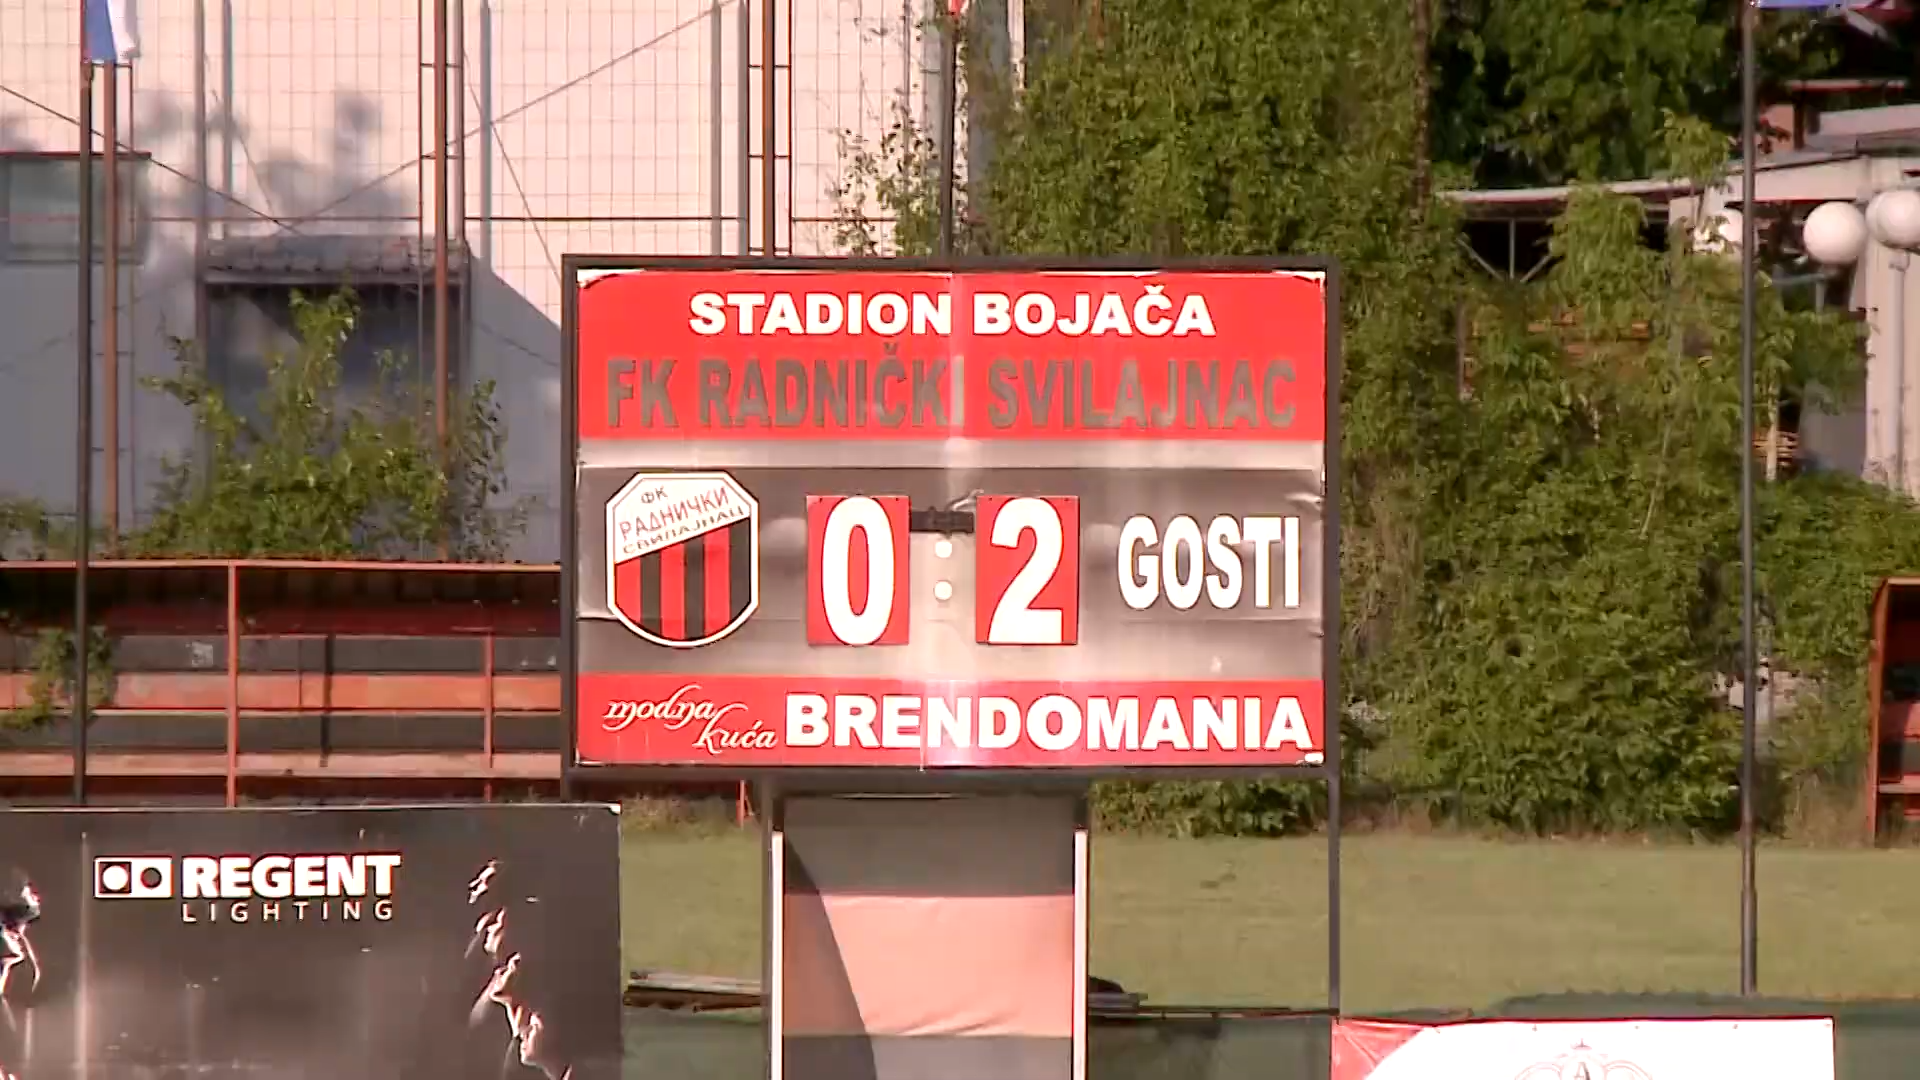 STADION BOJAČA
FK RADNIČKI SVILAJNAC
ФК
РАДНИЧКИ
СВИЛАЈНАЦ
0 : 2 GOSTI
modna kuća BRENDOMANIA
REGENT
LIGHTING
A